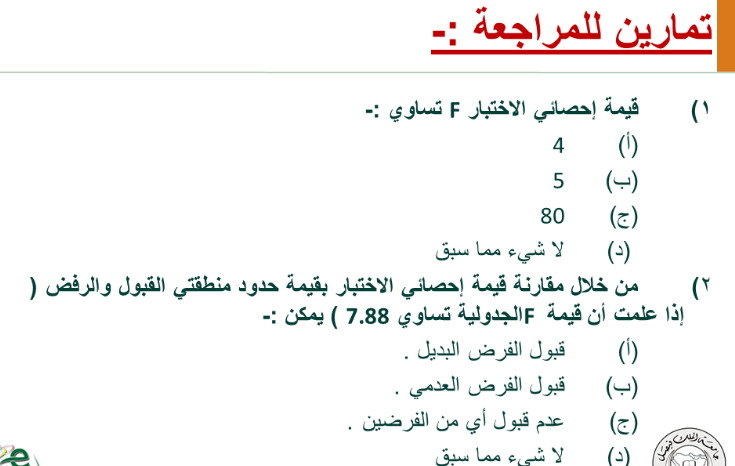 تمارين للمراجعة :-
١) قيمة إحصائي الاختبار F تساوي :-
(أ) 4
(ب) 5
(ج) 80
(د) لا شيء مما سبق
٢) من خلال مقارنة قيمة إحصائي الاختبار بقيمة حدود منطقتي القبول والرفض (
إذا علمت أن قيمة Fالجدولية تساوي 7.88 ) يمكن :-
(أ) قبول الفرض البديل .
(ب) قبول الفرض العدمي .
(ج) عدم قبول أي من الفرضين .
(د) لا شيء مما سبق